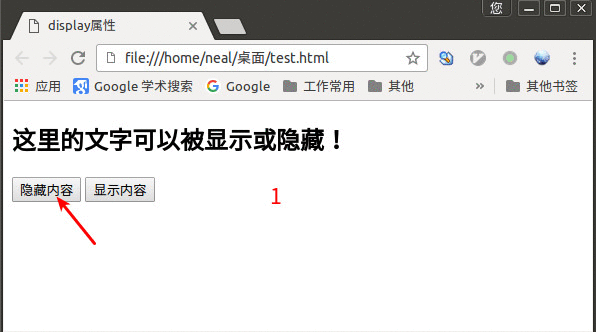 您
display属性
file:///home/neal/桌面/test.html
应用 Google 学术搜索 Google 工作常用 其他 » 其他书签
这里的文字可以被显示或隐藏！
隐藏内容 显示内容
1